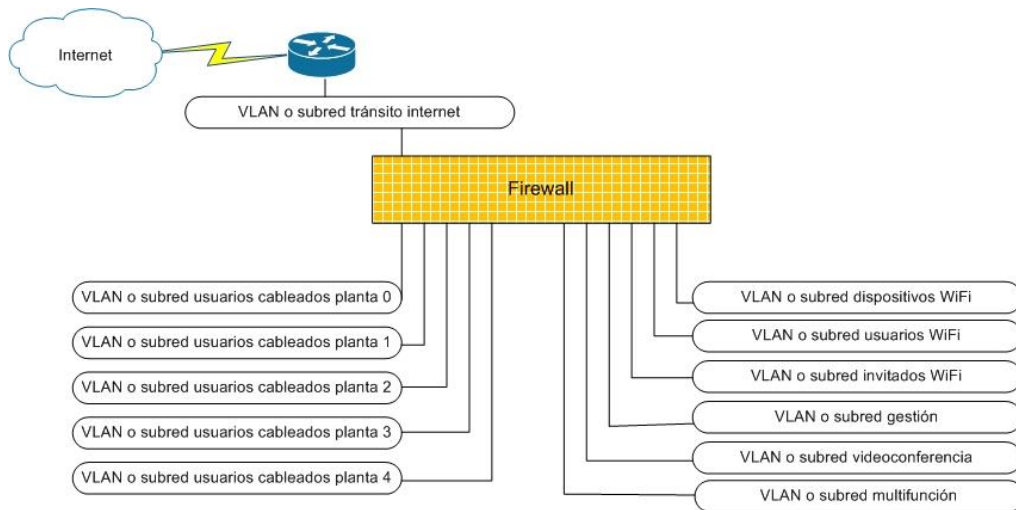 Internet
VLAN o subred tránsito internet
Firewall
VLAN o subred usuarios cableados planta 0
VLAN o subred usuarios cableados planta 1
VLAN o subred usuarios cableados planta 2
VLAN o subred usuarios cableados planta 3
VLAN o subred usuarios cableados planta 4
VLAN o subred dispositivos WiFi
VLAN o subred usuarios WiFi
VLAN o subred invitados WiFi
VLAN o subred gestión
VLAN o subred videoconferencia
VLAN o subred multifunción